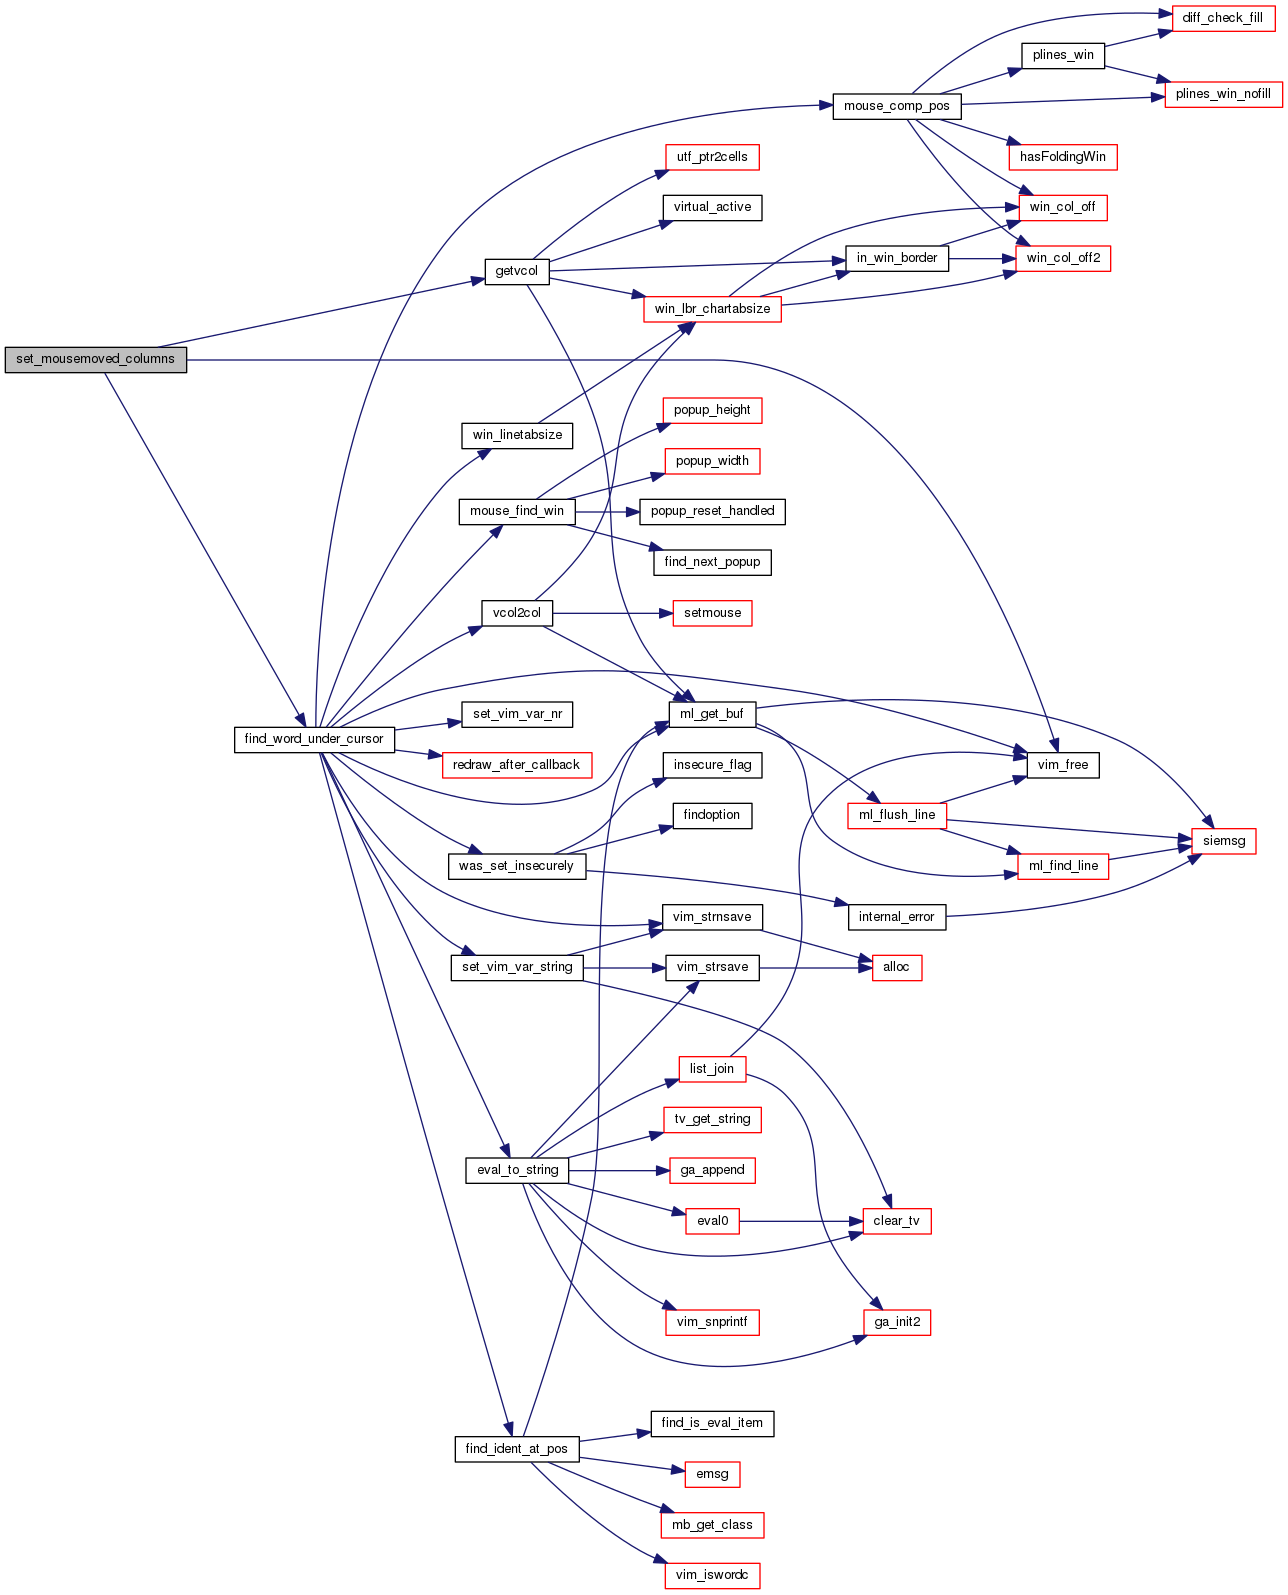 diff_check_fill
plines_win
plines_win_nofill
mouse_comp_pos
utf_ptr2cells
hasFoldingWin
virtual_active
win_col_off
getvcol
in_win_border
win_col_off2
win_lbr_chartabsize
set_mousemoved_columns
popup_height
win_linetabsize
popup_width
mouse_find_win
popup_reset_handled
find_next_popup
vcol2col
setmouse
set_vim_var_nr
ml_get_buf
find_word_under_cursor
redraw_after_callback
insecure_flag
vim_free
findoption
ml_flush_line
siemsg
was_set_insecurely
ml_find_line
vim_strnsave
internal_error
set_vim_var_string
vim_strsave
alloc
list_join
tv_get_string
eval_to_string
ga_append
eval0
clear_tv
vim_snprintf
ga_init2
find_is_eval_item
find_ident_at_pos
emsg
mb_get_class
vim_iswordc